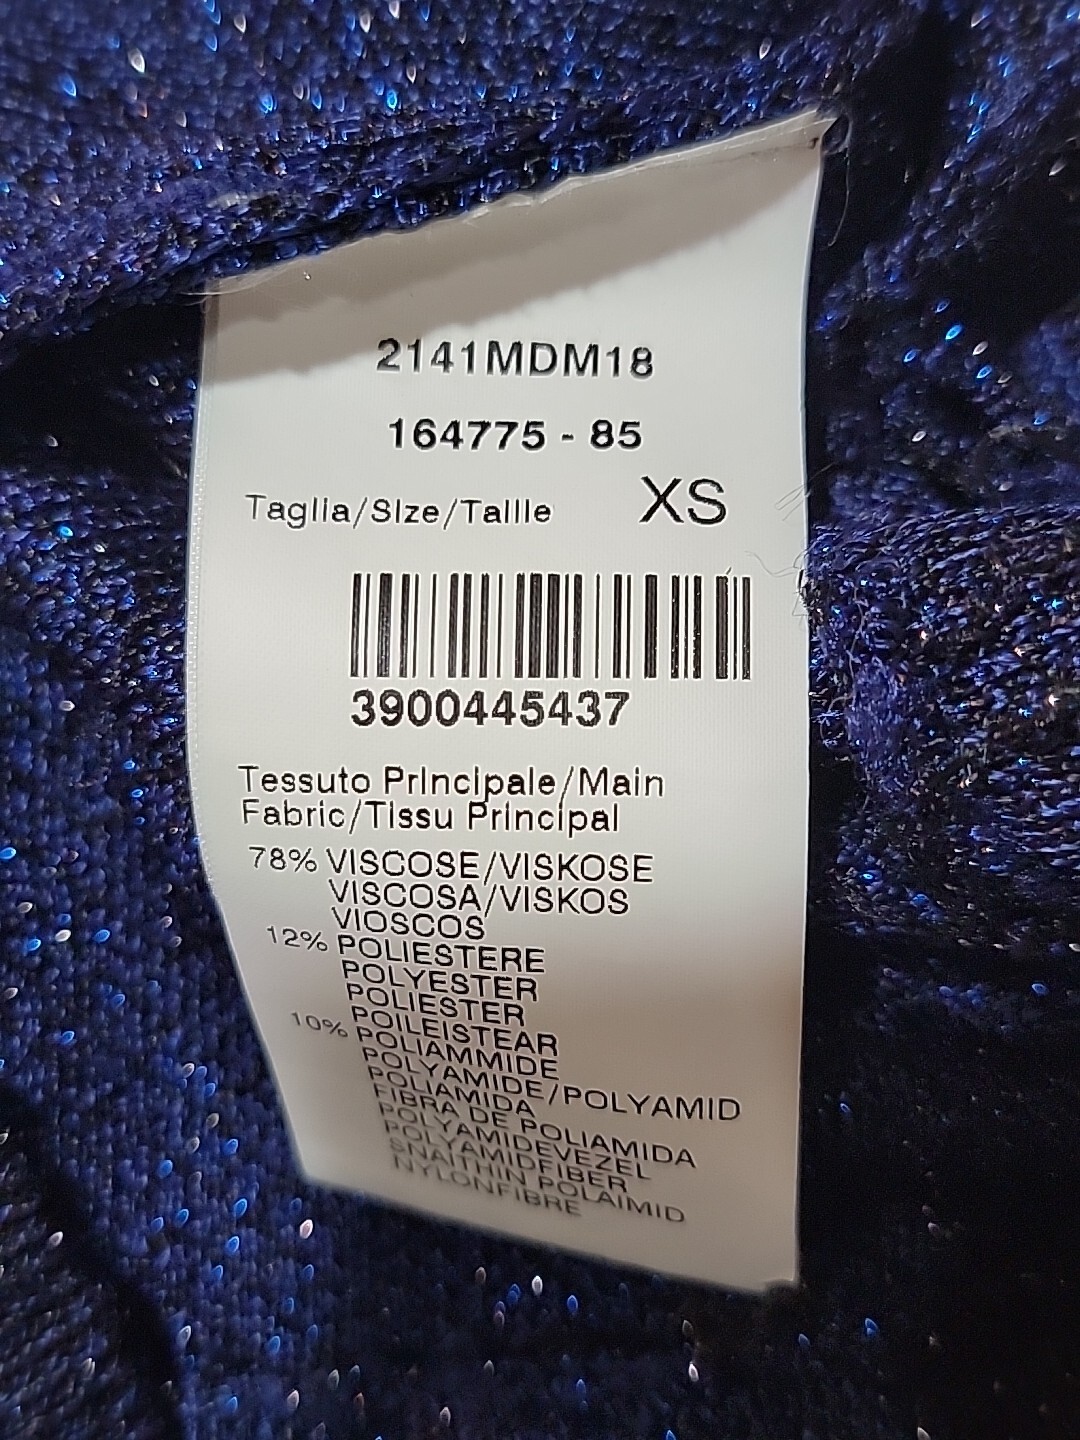 2141MDM18
164775 - 85
Taglia/Size/Taille XS
3900445437
Tessuto Principale/Main
Fabric/Tissu Principal
78% VISCOSE/VISKOSE
VISCOSA/VISKOS
VIOSCOS
12% POLIESTERE
POLYESTER
POLIESTER
POILEISTEAR
10% POLIAMMIDE
POLYAMIDE/POLYAMID
POLIAMIDA
FIBRA DE POLIAMIDA
POLYAMIDEVEZEL
POLYAMIDFIBER
SNAITHIN POLAIMID
NYLONFIBRE